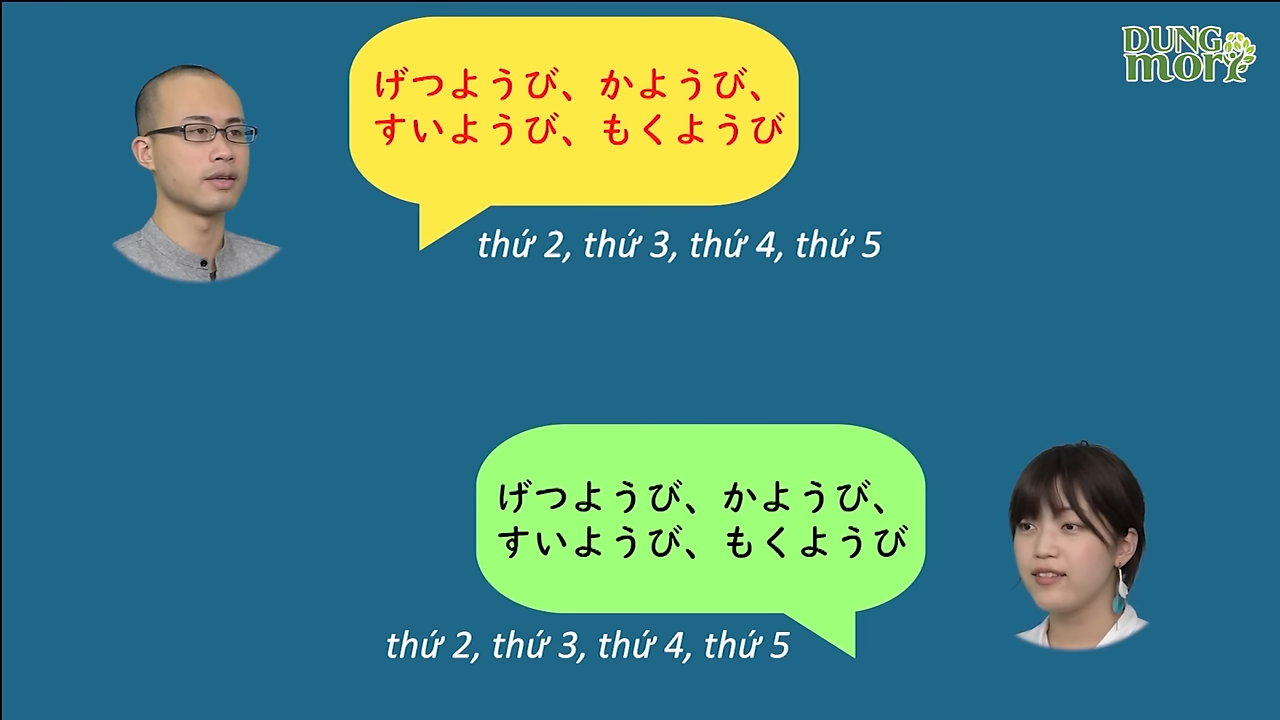 DUNG
mori
げつようび、かようび、
すいようび、もくようび
thứ 2, thứ 3, thứ 4, thứ 5
げつようび、かようび、
すいようび、もくようび
thứ 2, thứ 3, thứ 4, thứ 5